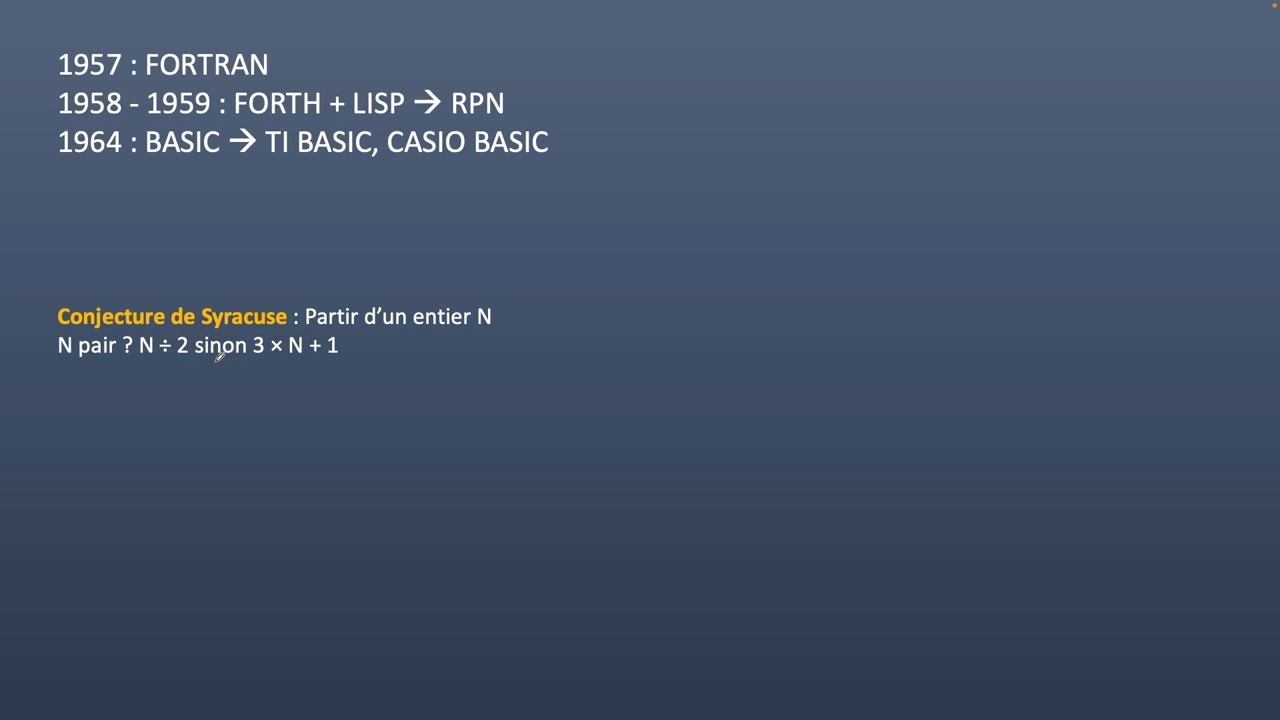 1957 : FORTRAN
1958 - 1959 : FORTH + LISP → RPN
1964 : BASIC → TI BASIC, CASIO BASIC
Conjecture de Syracuse : Partir d’un entier N
N pair ? N ÷ 2 sinon 3 × N + 1